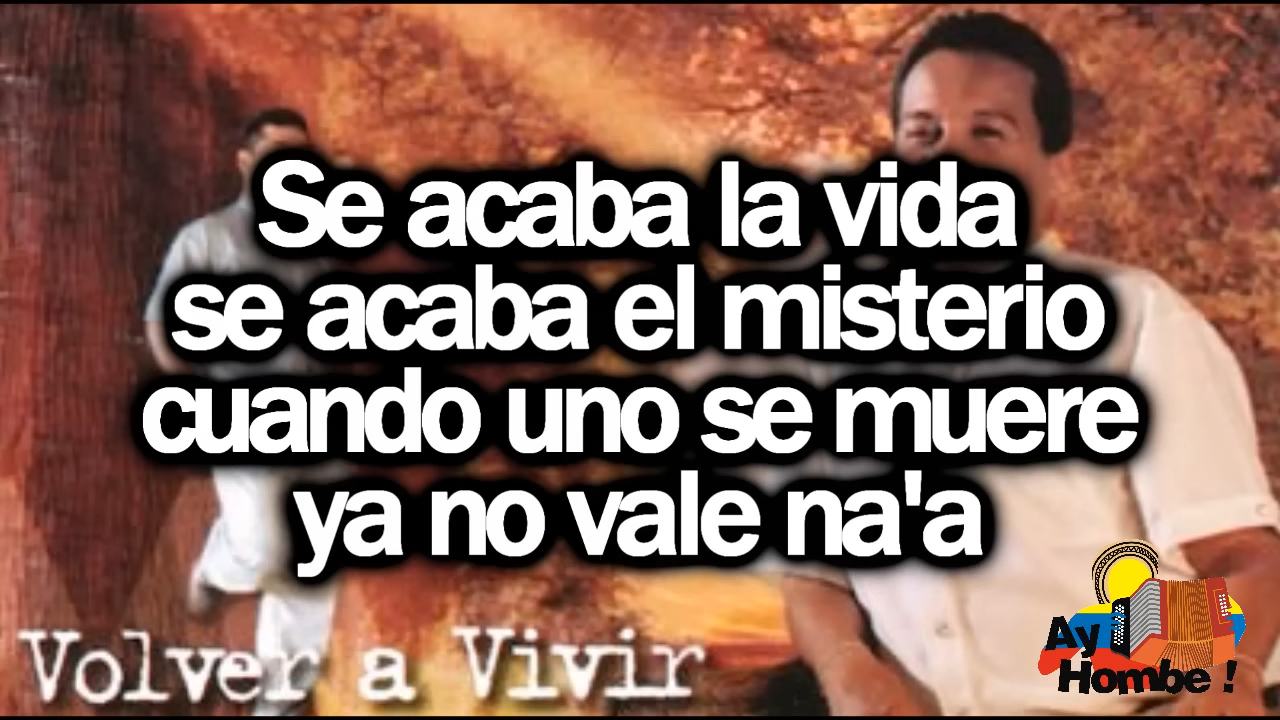 Se acaba la vida
se acaba el misterio
cuando uno se muere
ya no vale na'a
Volver a Vivir
Ay
Hombe !